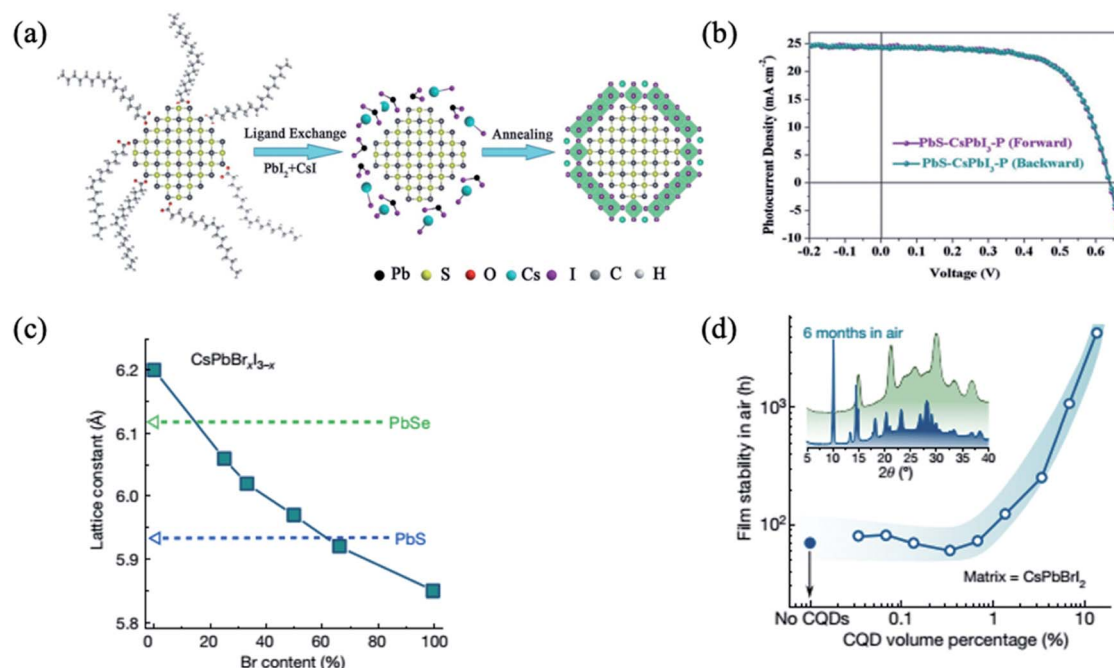 (a)
Ligand Exchange
PbI2+CsI
Annealing
Pb S O Cs I C H
(b)
Photocurrent Density (mA cm-2)
25
20
15
10
5
0
-5
-10
-0.2 -0.1 0.0 0.1 0.2 0.3 0.4 0.5 0.6
Voltage (V)
PbS-CsPbI3-P (Forward)
PbS-CsPbI3-P (Backward)
(c)
CsPbBrxI3-x
Lattice constant (Å)
6.2
6.1
6.0
5.9
5.8
PbSe
PbS
0 20 40 60 80 100
Br content (%)
(d)
6 months in air
5 10 15 20 25 30 35 40
2θ (°)
Film stability in air (h)
103
102
Matrix = CsPbBrI2
No CQDs
0.1 1 10
CQD volume percentage (%)